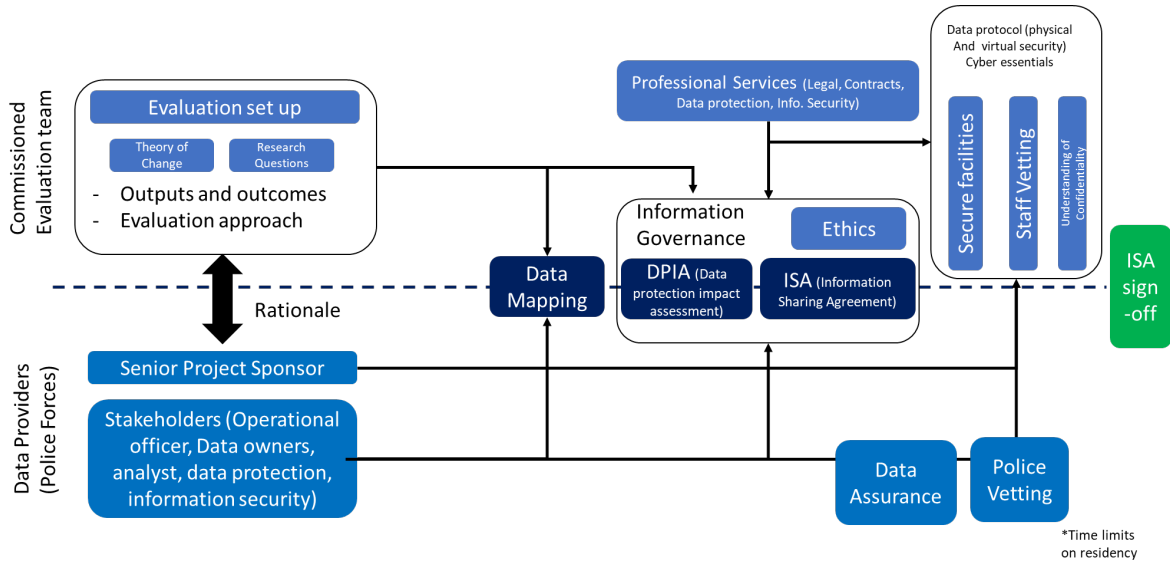 Commissioned
Evaluation team
Evaluation set up
Theory of
Change
Research
Questions
- Outputs and outcomes
- Evaluation approach
Professional Services (Legal, Contracts,
Data protection, Info. Security)
Data protocol (physical
And virtual security)
Cyber essentials
Secure facilities
Staff Vetting
Understanding of
Confidentiality
Information
Governance
Ethics
DPIA (Data
protection impact
assessment)
ISA (Information
Sharing Agreement)
Data
Mapping
ISA
sign
-off
Rationale
Data Providers
(Police Forces)
Senior Project Sponsor
Stakeholders (Operational
officer, Data owners,
analyst, data protection,
information security)
Data
Assurance
Police
Vetting
*Time limits
on residency